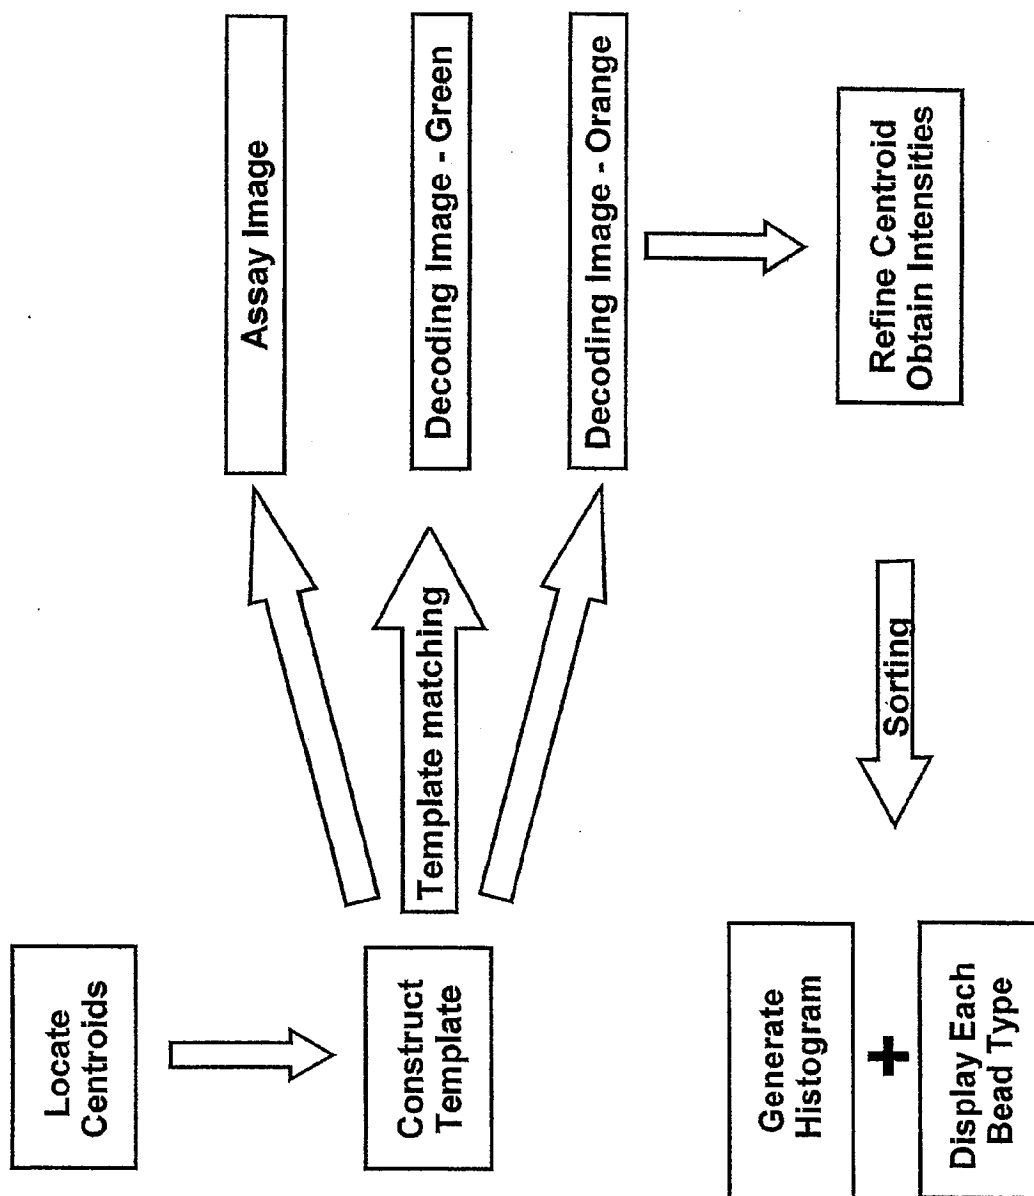 Locate
Centroids
Construct
Template
Template matching
Assay Image
Decoding Image - Green
Decoding Image - Orange
Refine Centroid
Obtain Intensities
Sorting
Generate
Histogram
+
Display Each
Bead Type